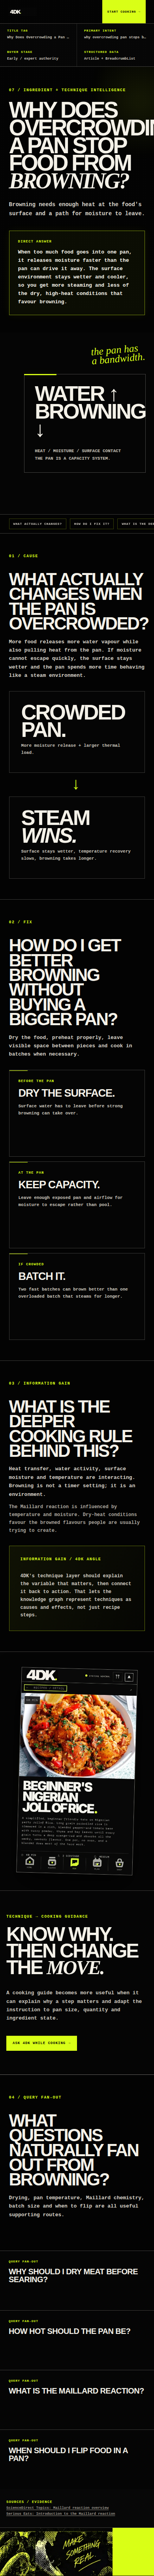 4DK
START COOKING
TITLE TAG
Why Does Overcrowding a Pan …
PRIMARY INTENT
why overcrowding pan stops b…
MATCH STAGE
Early / expert authority
STRUCTURED DATA
Article + BreadcrumbList
07 / INGREDIENT + TECHNIQUE INTELLIGENCE
WHY DOES
OVERCROWDIN
A PAN STOP
FOOD FROM
BROWNING?
Browning needs enough heat at the food's
surface and a path for moisture to leave.
DIRECT ANSWER
When too much food goes into one pan,
it releases moisture faster than the
pan can drive it away. The surface
environment stays wetter and cooler,
so you get more steaming and less of
the dry, high-heat conditions that
favour browning.
the pan has
a bandwidth.
WATER ↑
BROWNING
↓
HEAT / MOISTURE / SURFACE CONTACT
THE PAN IS A CAPACITY SYSTEM.
WHAT ACTUALLY CHANGES?
HOW DO I FIX IT?
WHAT IS THE DEE
01 / CAUSE
WHAT ACTUALLY
CHANGES WHEN
THE PAN IS
OVERCROWDED?
More food releases more water vapour while
also pulling heat from the pan. If moisture
cannot escape quickly, the surface stays
wetter and the pan spends more time behaving
like a steam environment.
CROWDED
PAN.
More moisture release + larger thermal
load.
↓
STEAM
WINS.
Surface stays wetter, temperature recovery
slows, browning takes longer.
02 / FIX
HOW DO I GET
BETTER
BROWNING
WITHOUT
BUYING A
BIGGER PAN?
Dry the food, preheat properly, leave
visible space between pieces and cook in
batches when necessary.
BEFORE THE PAN
DRY THE SURFACE.
Surface water has to leave before strong
browning can take over.
AT THE PAN
KEEP CAPACITY.
Leave enough exposed pan and airflow for
moisture to escape rather than pool.
IF CROWDED
BATCH IT.
Two fast batches can brown better than one
overloaded batch that steams for longer.
03 / INFORMATION GAIN
WHAT IS THE
DEEPER
COOKING RULE
BEHIND THIS?
Heat transfer, water activity, surface
moisture and temperature are interacting.
Browning is not a timer setting; it is an
environment.
The Maillard reaction is influenced by
temperature and moisture. Dry-heat conditions
favour the browned flavours people are usually
trying to create.
INFORMATION GAIN / 4DK ANGLE
4DK's technique layer should explain
the variable that matters, then connect
it back to action. That lets the
knowledge graph represent techniques as
causes and effects, not just recipe
steps.
4DK.
BEGINNER'S
NIGERIAN
JOLLOF RICE.
TECHNIQUE → COOKING GUIDANCE
KNOW WHY.
THEN CHANGE
THE MOVE.
A cooking guide becomes more useful when it
can explain why a step matters and adapt the
instruction to pan size, quantity and
ingredient state.
ASK 4DK WHILE COOKING
04 / QUERY FAN-OUT
WHAT
QUESTIONS
NATURALLY FAN
OUT FROM
BROWNING?
Drying, pan temperature, Maillard chemistry,
batch size and when to flip are all useful
supporting routes.
QUERY FAN-OUT
WHY SHOULD I DRY MEAT BEFORE
SEARING?
QUERY FAN-OUT
HOW HOT SHOULD THE PAN BE?
QUERY FAN-OUT
WHAT IS THE MAILLARD REACTION?
QUERY FAN-OUT
WHEN SHOULD I FLIP FOOD IN A
PAN?
SOURCES / EVIDENCE
ScienceDirect Topics: Maillard reaction overview
Serious Eats: Introduction to the Maillard reaction
MAKE
SOMETHING
REAL.